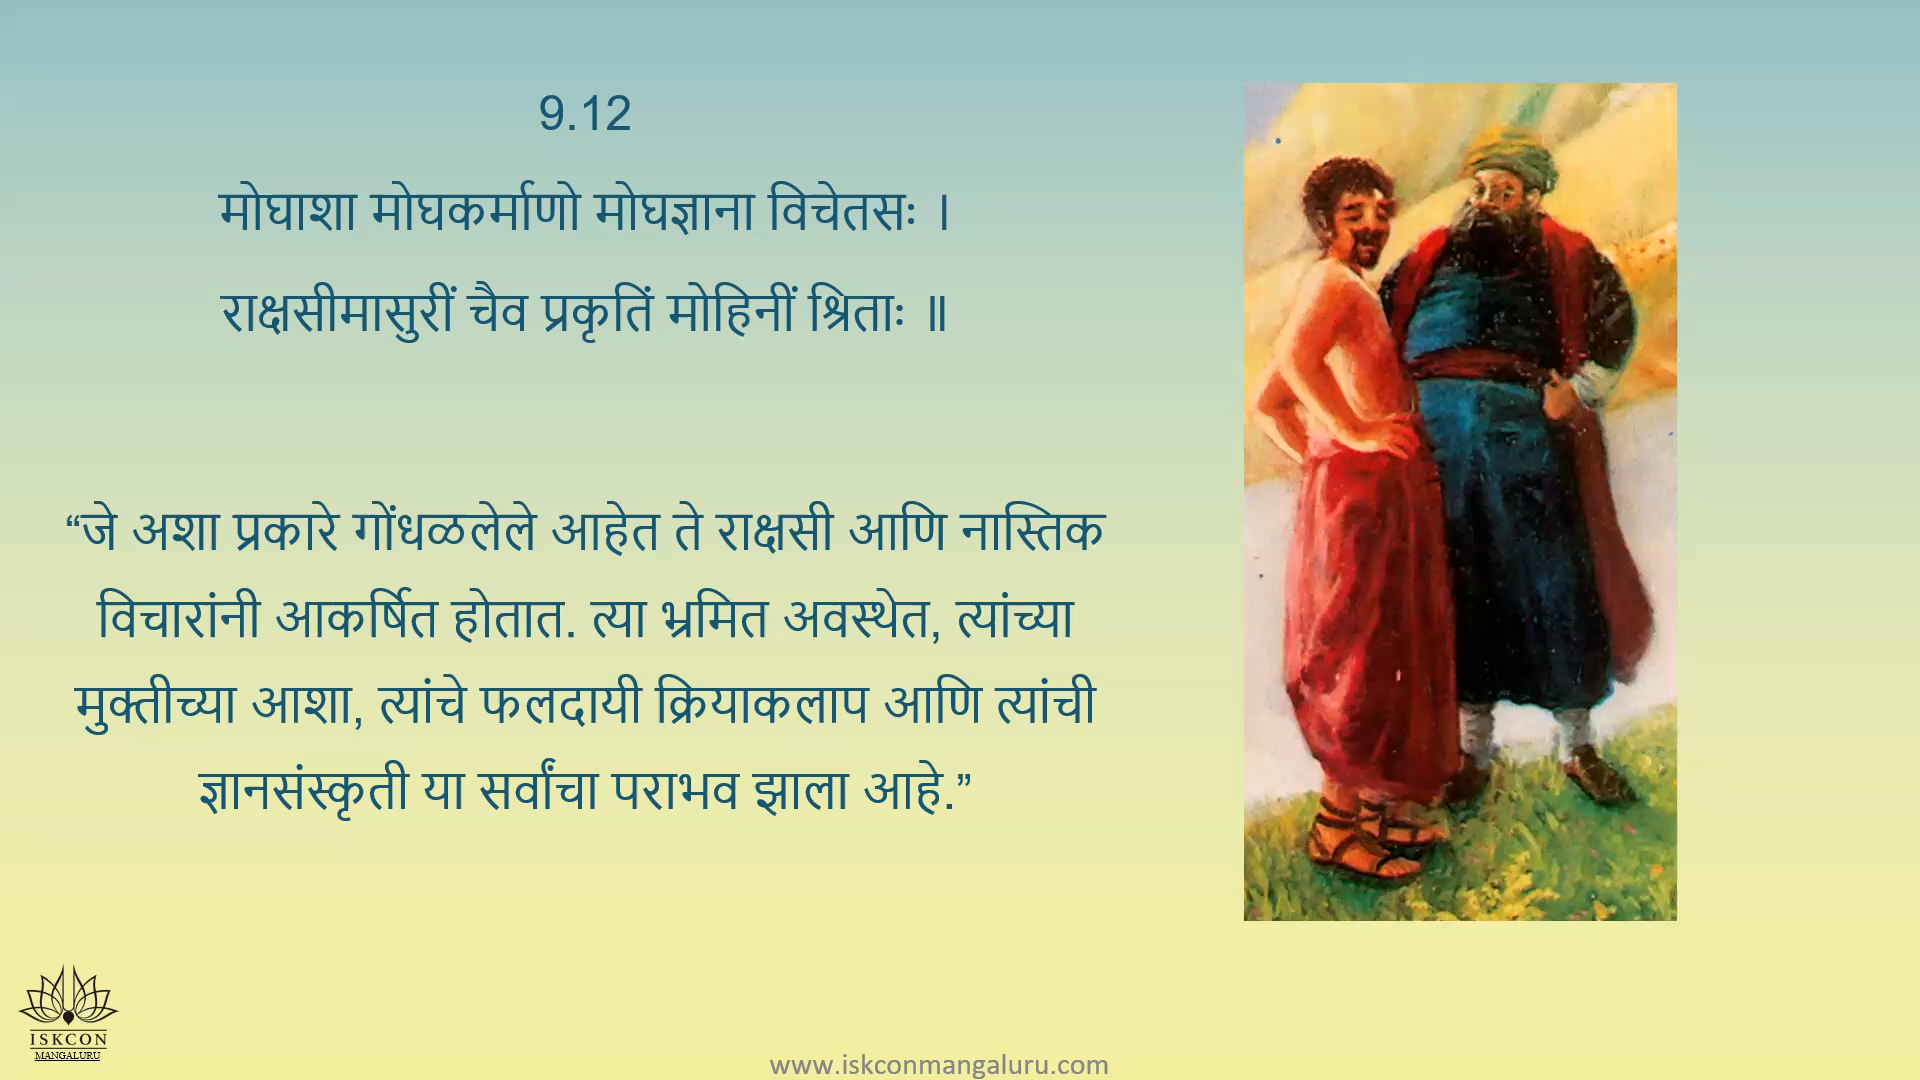 9.12
मोघाशा मोघकर्माणो मोघज्ञाना विचेतसः ।
राक्षसीमासुरीं चैव प्रकृतिं मोहिनीं श्रिताः ॥
“जे अशा प्रकारे गोंधळलेले आहेत ते राक्षसी आणि नास्तिक
विचारांनी आकर्षित होतात. त्या भ्रमित अवस्थेत, त्यांच्या
मुक्तीच्या आशा, त्यांचे फलदायी क्रियाकलाप आणि त्यांची
ज्ञानसंस्कृती या सर्वांचा पराभव झाला आहे.”
ISKCON
MANGALURU
www.iskconmangaluru.com